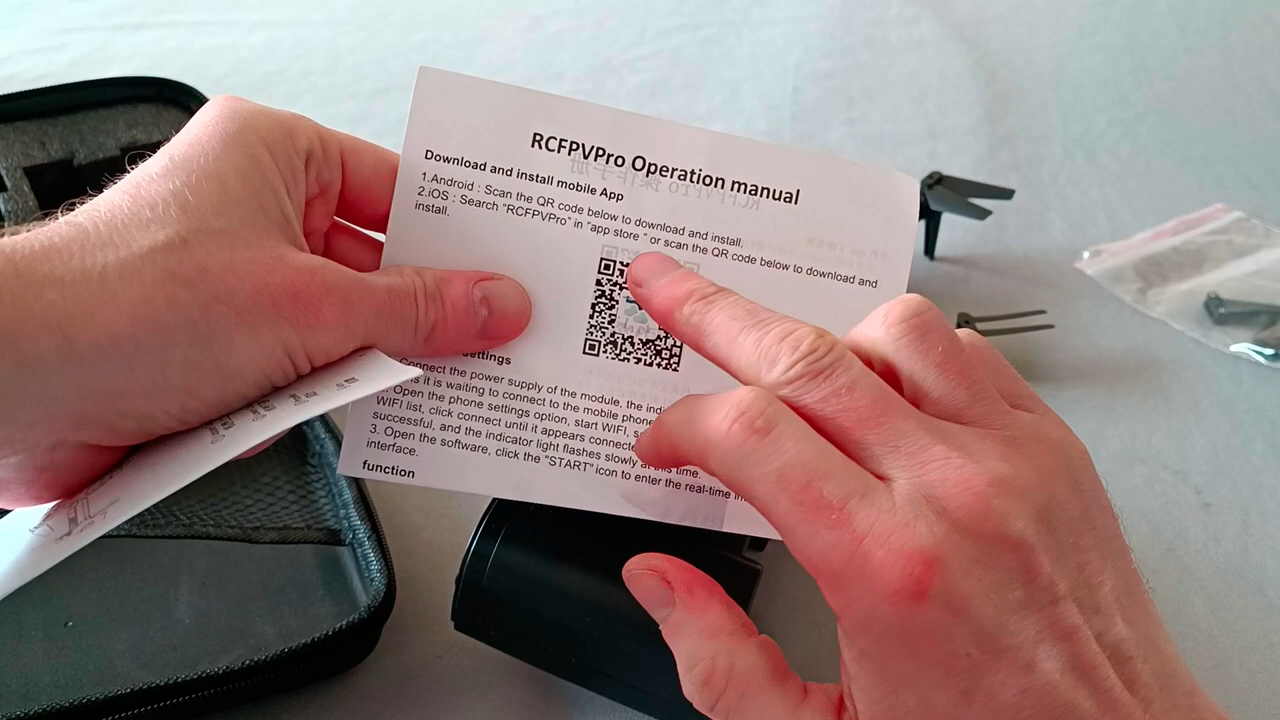 RCFPVPro Operation manual
Download and install mobile App
1.Android : Scan the QR code below to download and install.
2.iOS : Search "RCFPVPro" in "app store " or scan the QR code below to download and
install.
settings
Connect the power supply of the module, the
is it is waiting to connect to the mobile phone
Open the phone settings option, start WIFI,
WIFI list, click connect until it appears
successful, and the indicator light flashes slowly at this time.
3. Open the software, click the "START" icon to enter the real-time
interface.
function